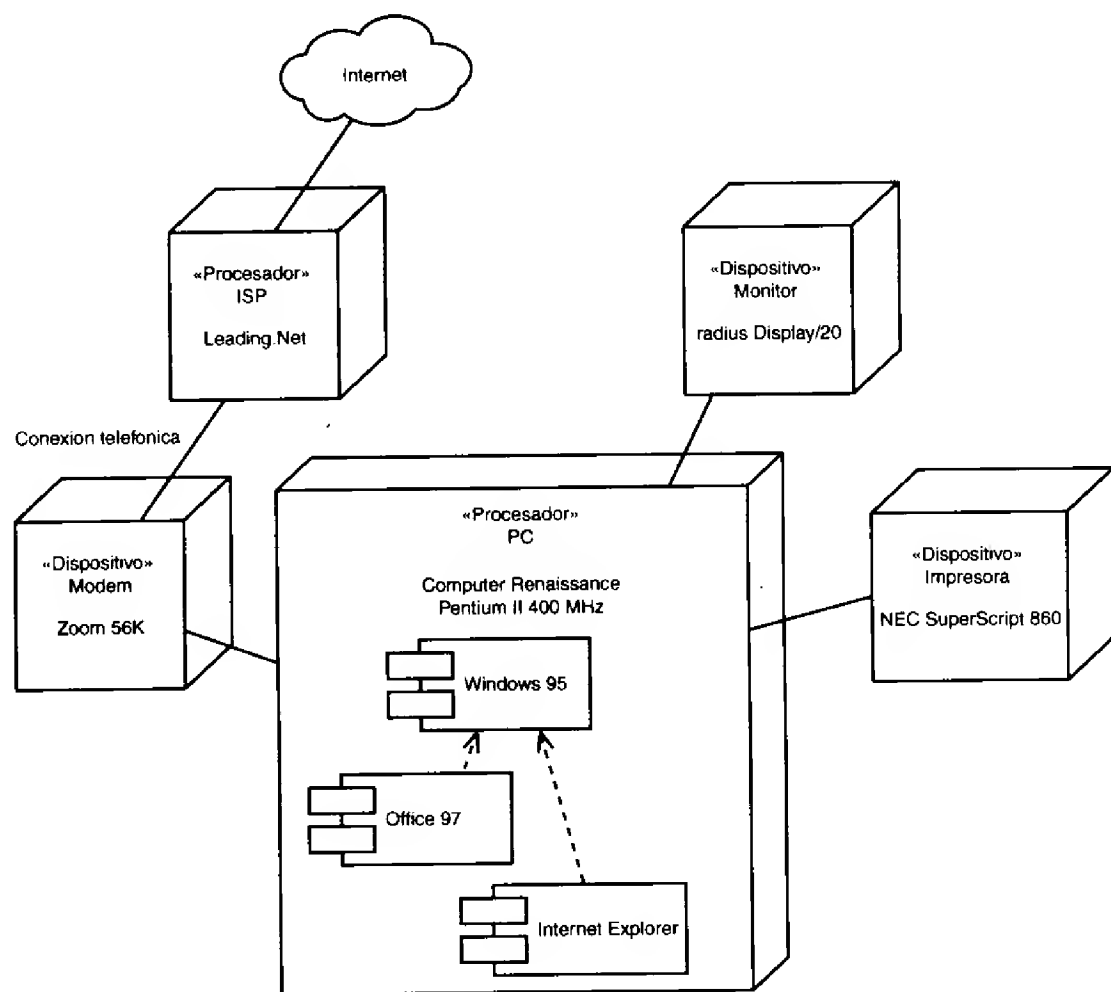 Internet
«Procesador»
ISP
Leading.Net
«Dispositivo»
Monitor
radius Display/20
Conexion telefonica
«Dispositivo»
Modem
Zoom 56K
«Procesador»
PC
Computer Renaissance
Pentium II 400 MHz
Windows 95
Office 97
Internet Explorer
«Dispositivo»
Impresora
NEC SuperScript 860